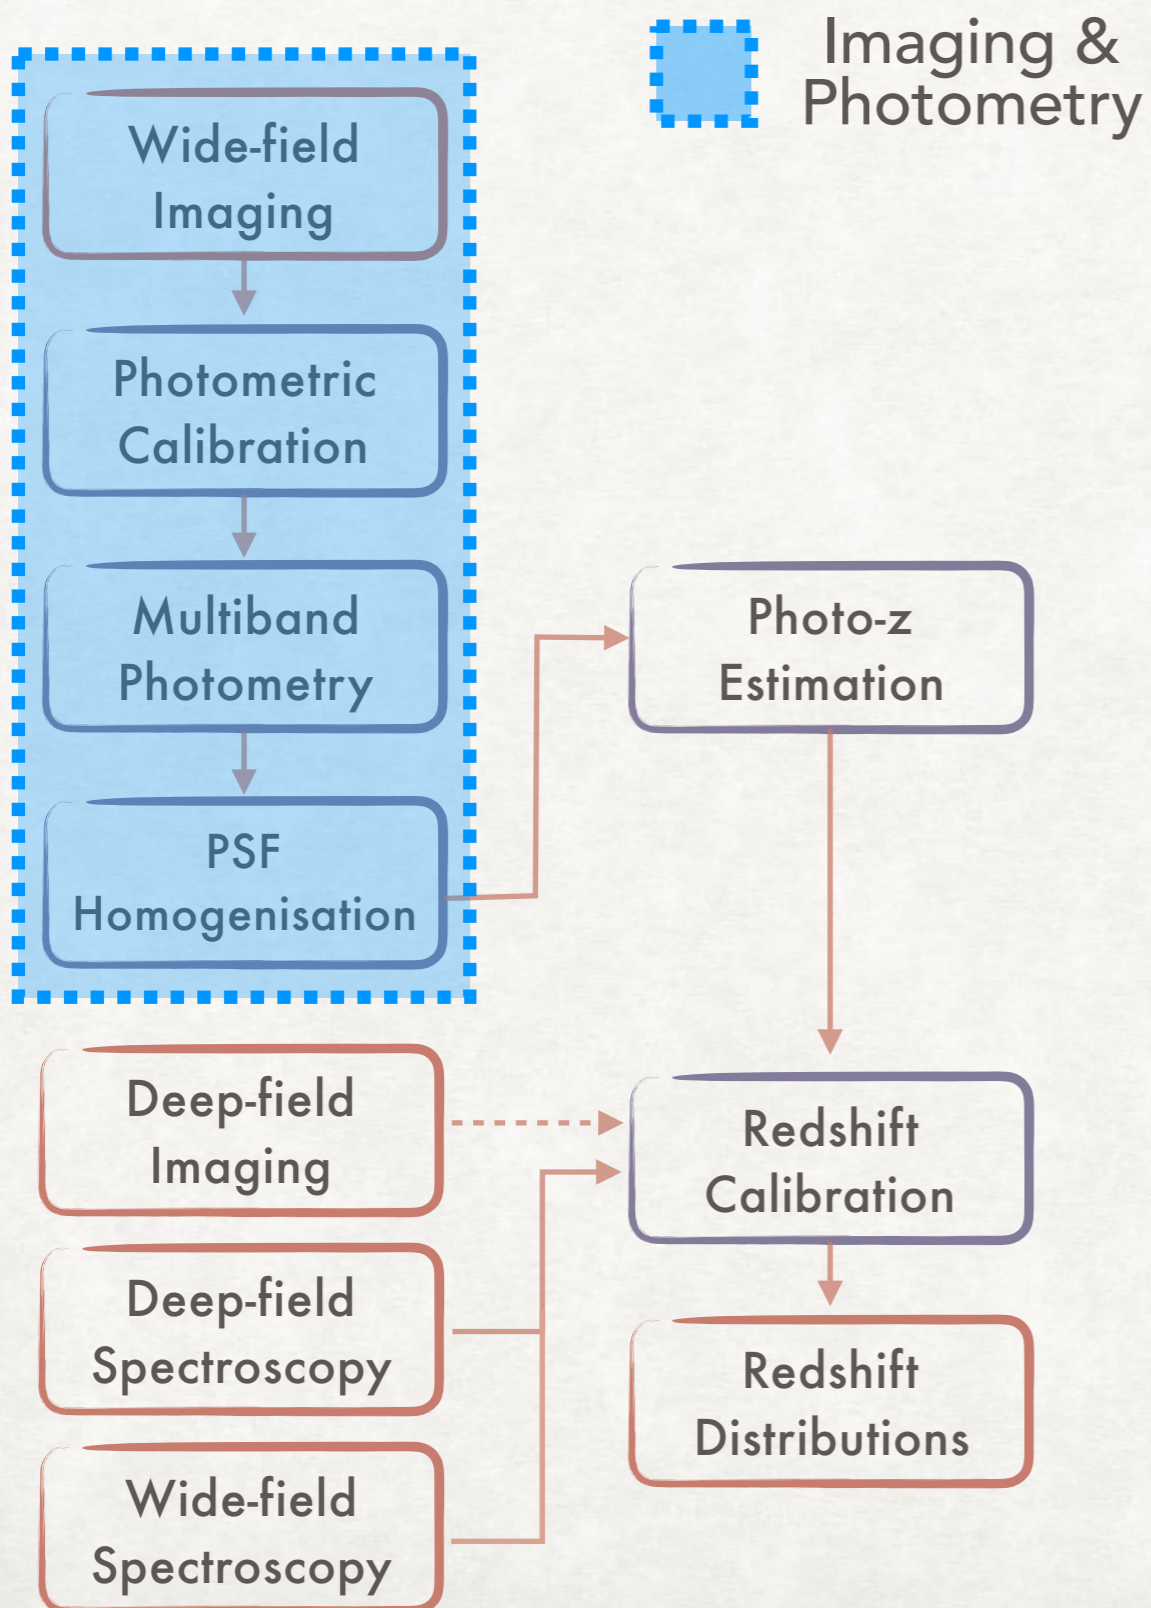 Imaging &
Photometry
Wide-field
Imaging
Photometric
Calibration
Multiband
Photometry
PSF
Homogenisation
Photo-z
Estimation
Deep-field
Imaging
Redshift
Calibration
Deep-field
Spectroscopy
Redshift
Distributions
Wide-field
Spectroscopy